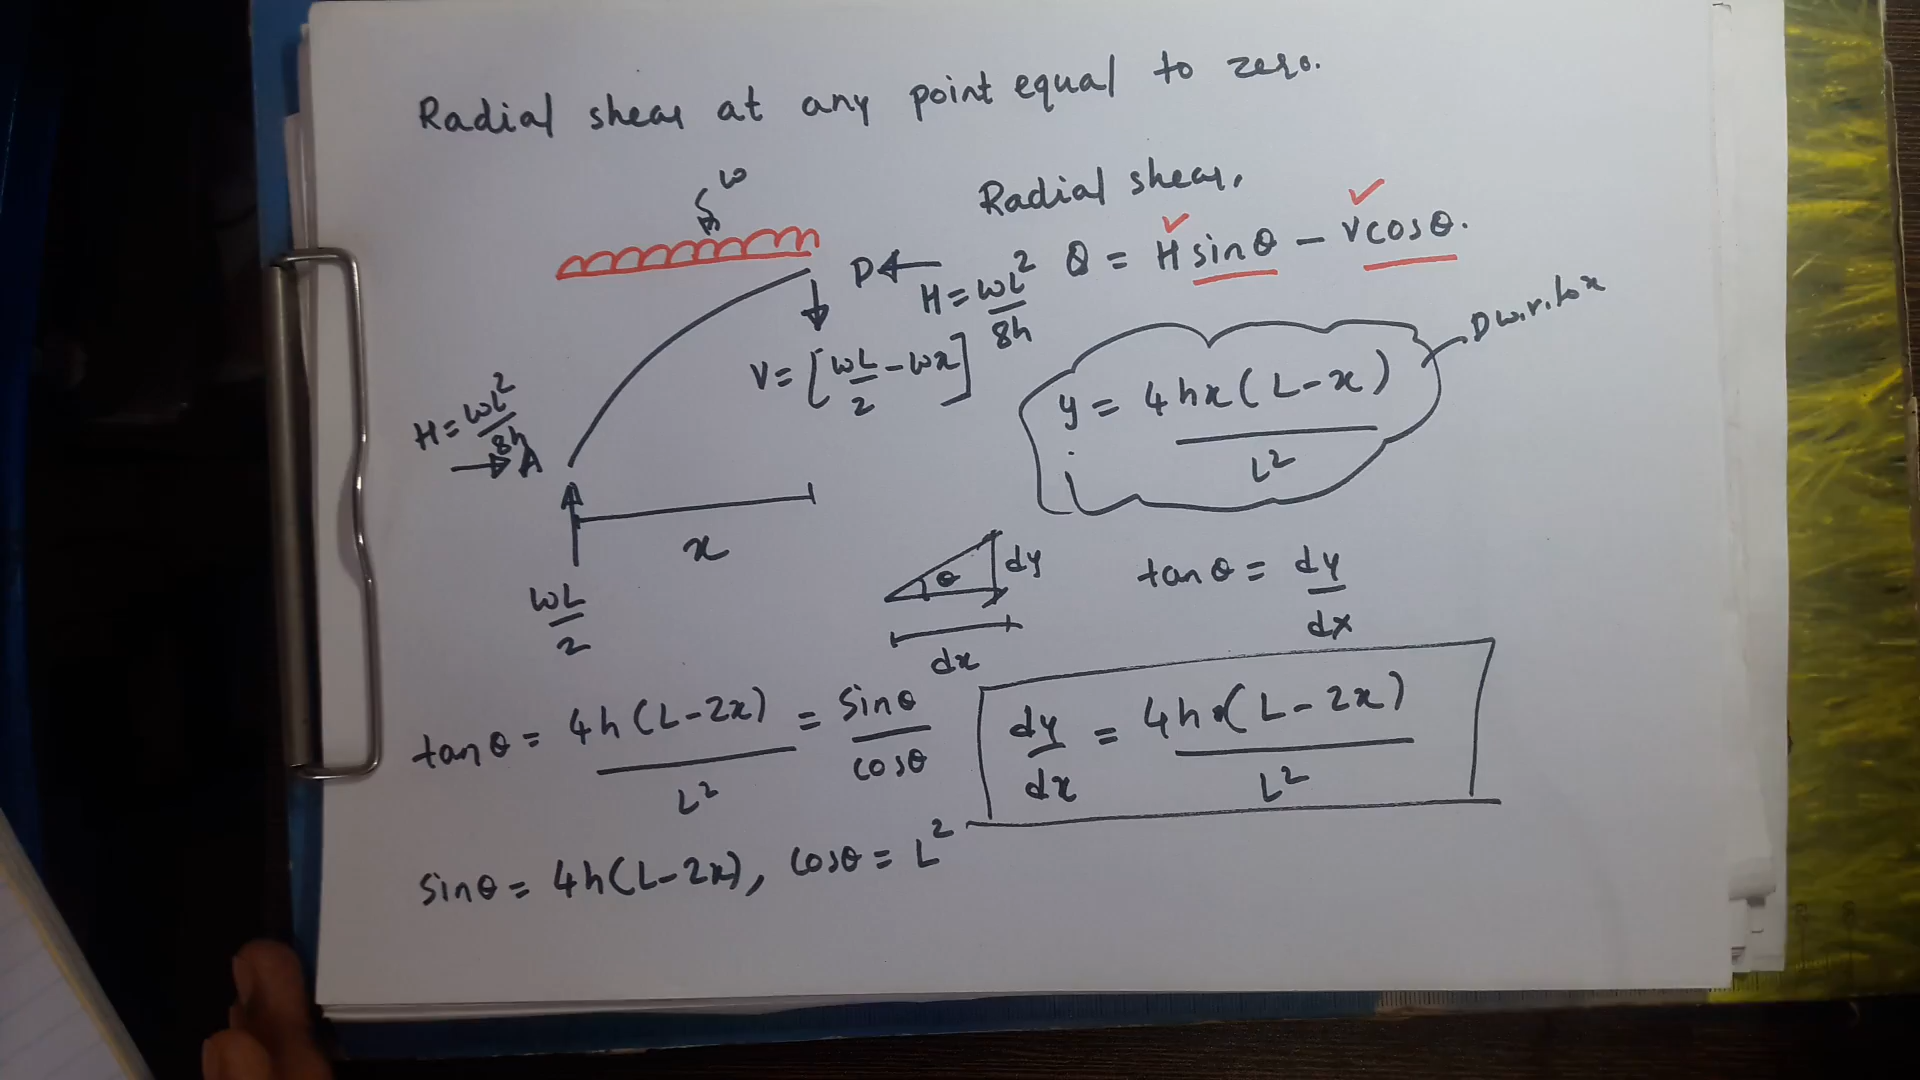 Radial shear at any point equal to zero.
w
Radial shear,
Q = H sinθ - V cosθ.
D
H = wL²/8h
V = [wL/2 - wx]
D w.r.to x
y = 4hx(L-x)/L²
H = wL²/8h
A
x
wL/2
θ
dy
dx
tanθ = dy/dx
tanθ = 4h(L-2x)/L² = Sinθ/cosθ
dy/dx = 4h(L-2x)/L²
Sinθ = 4h(L-2x), cosθ = L²